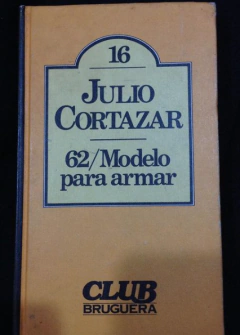 16
JULIO
CORTAZAR
62/Modelo
para armar
CLUB
BRUGUERA